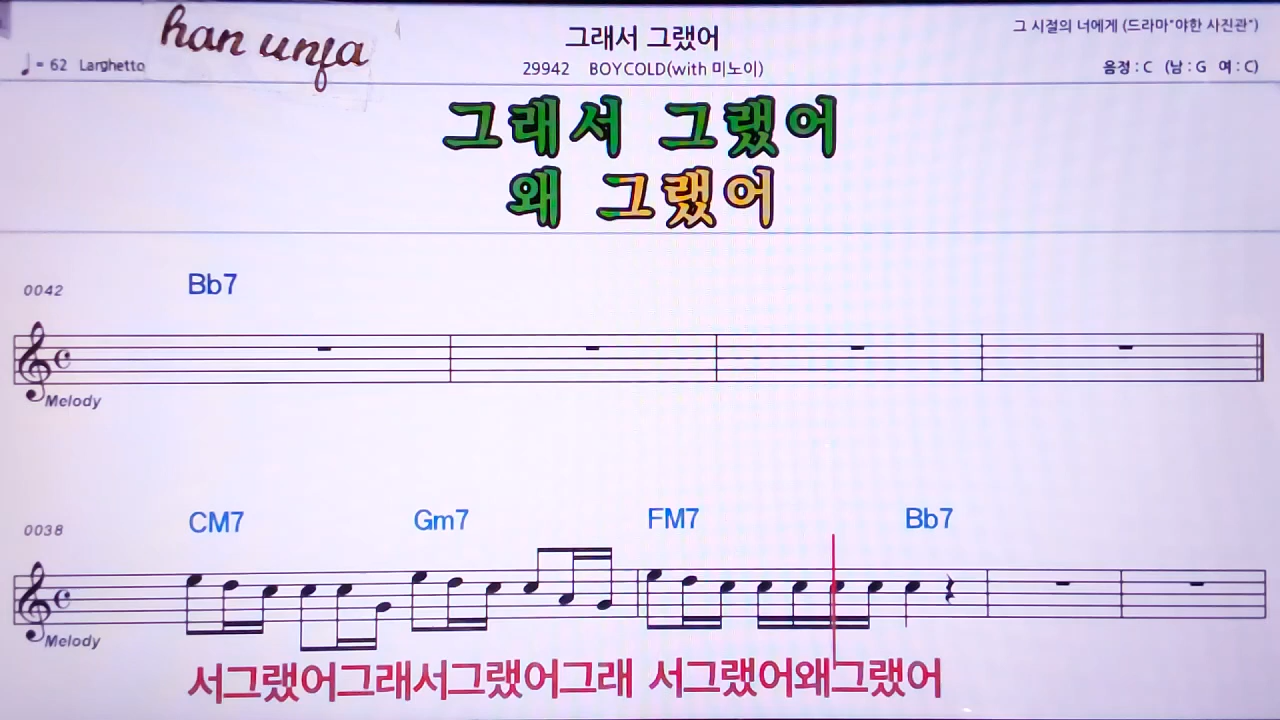 han unfa
그래서 그랬어
그 시절의 너에게 (드라마"야한 사진관")
♩= 62 Larghetto
29942 BOYCOLD(with 미노이)
음정 : C (남 : G 여 : C)
그래서 그랬어
왜 그랬어
0042 Bb7
Melody
0038 CM7 Gm7 FM7 Bb7
Melody
서그랬어그래서그랬어그래 서그랬어왜그랬어